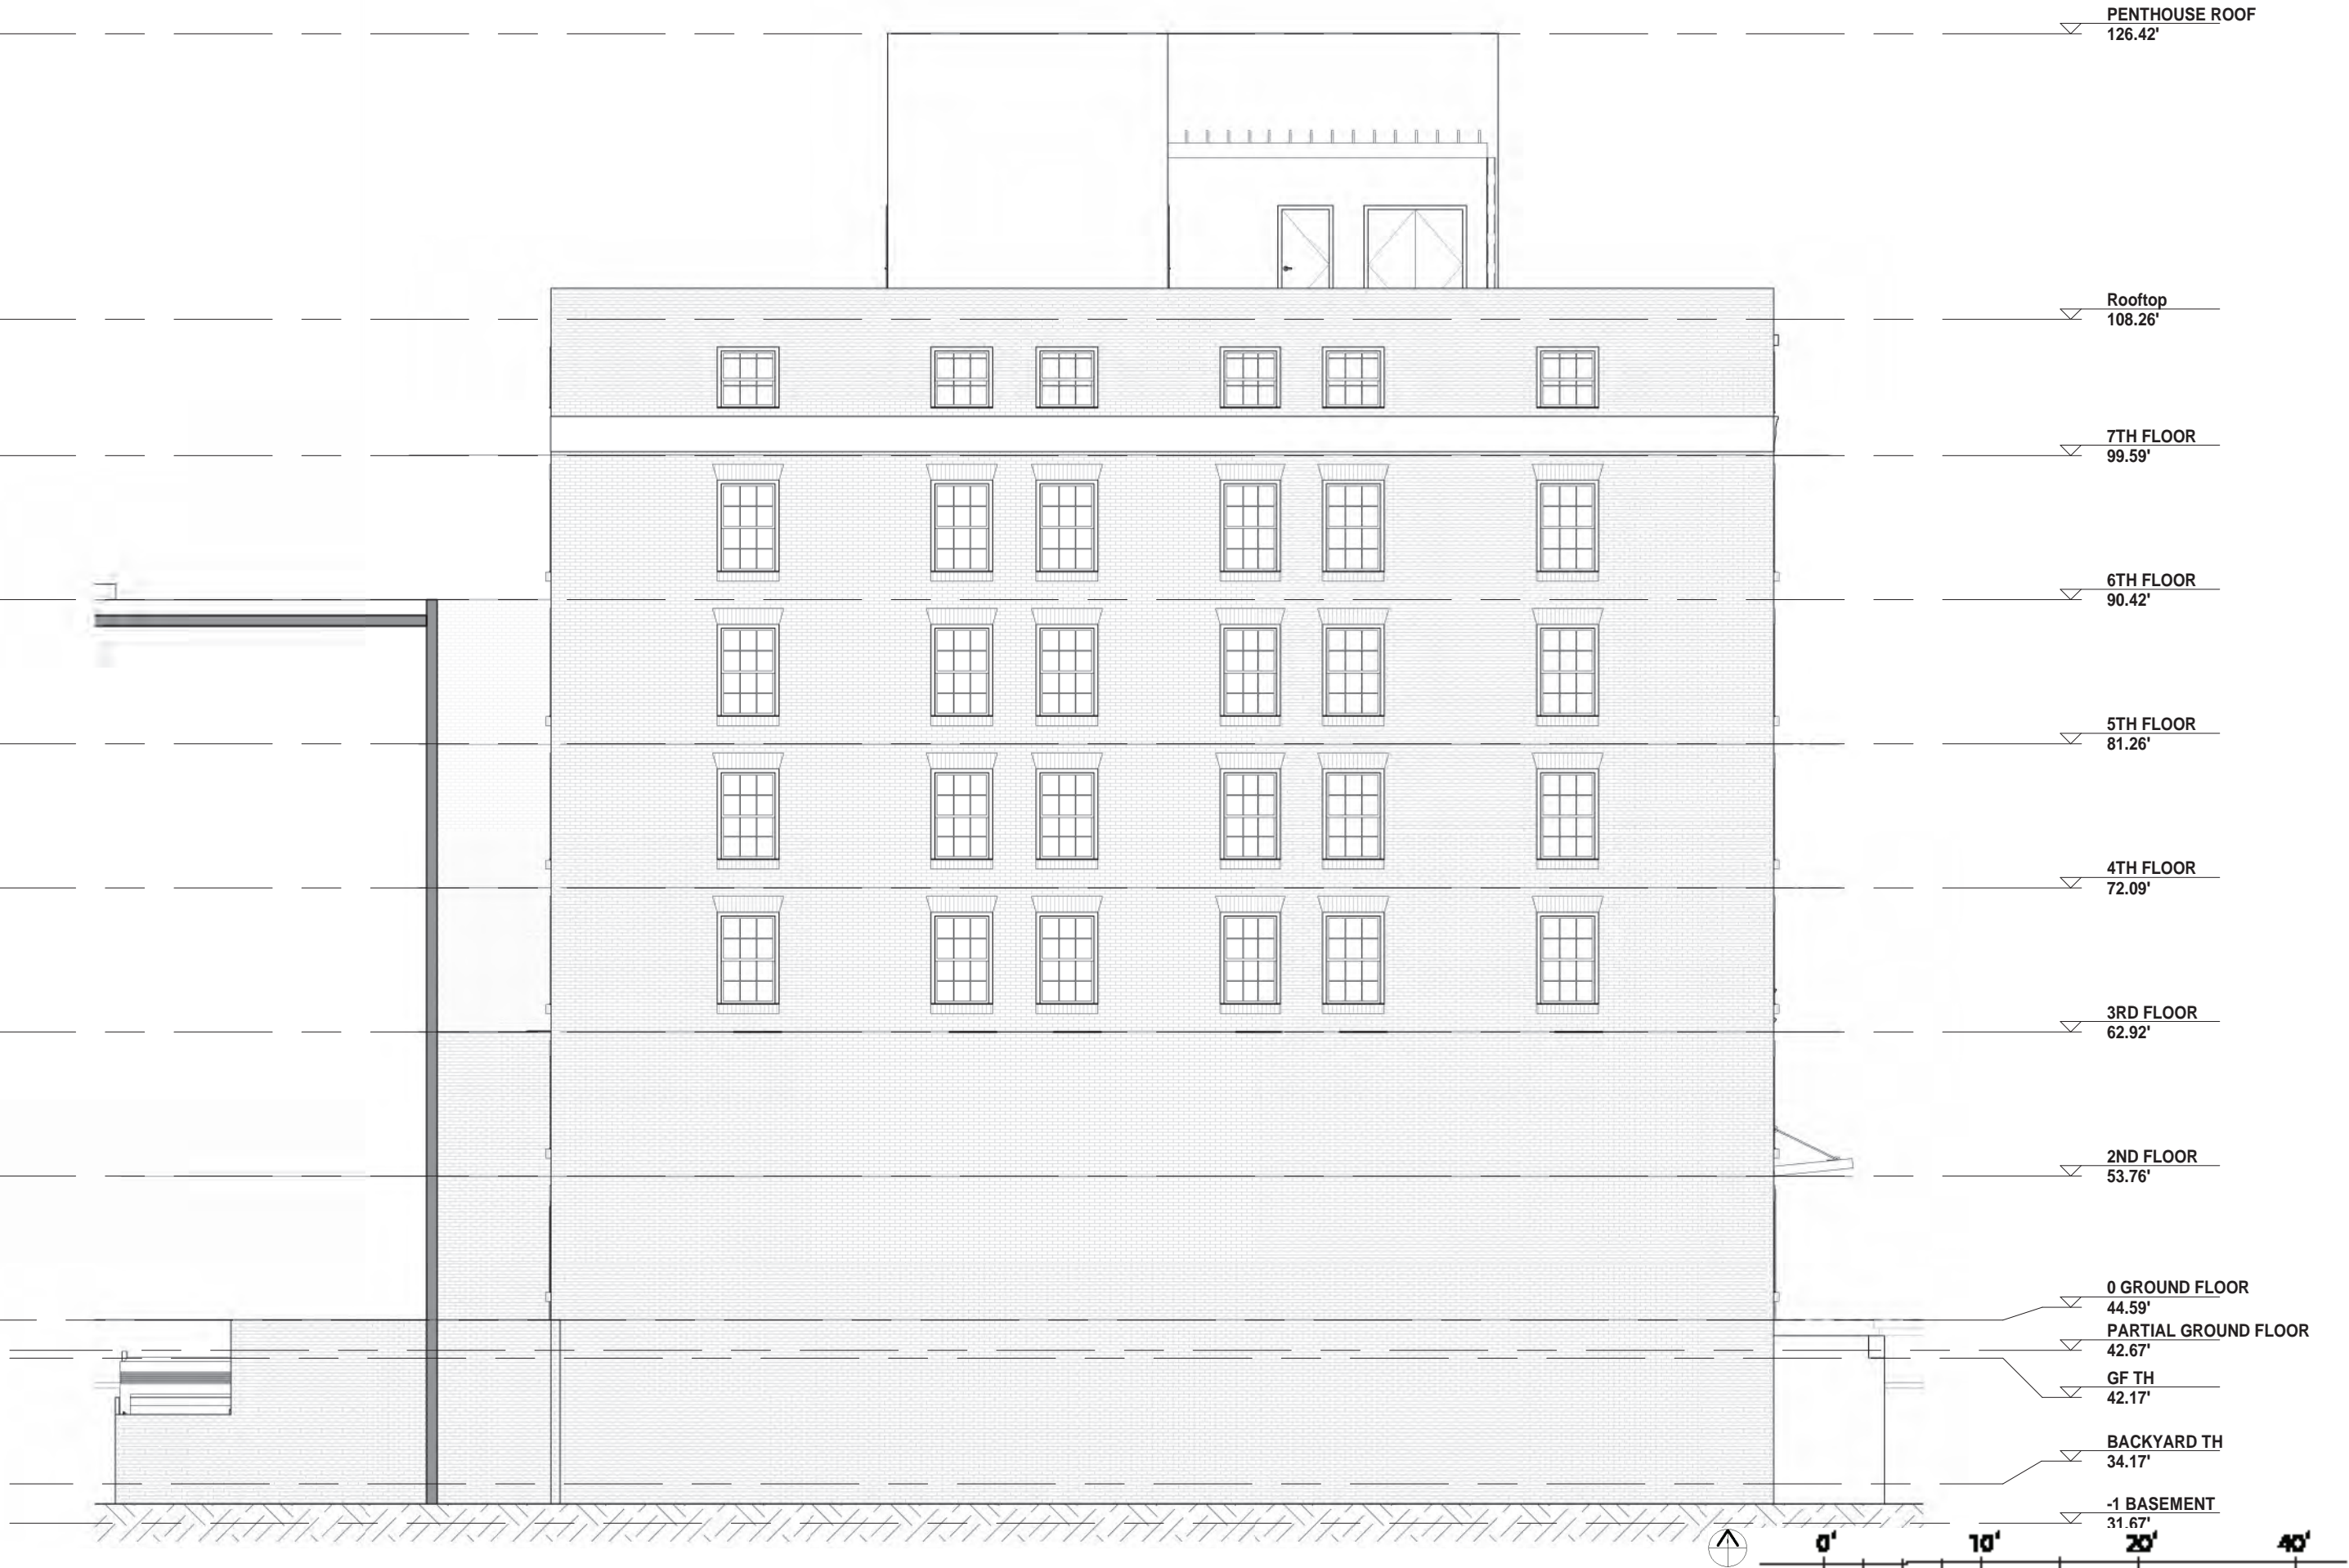 PENTHOUSE ROOF
126.42'
Rooftop
108.26'
7TH FLOOR
99.59'
6TH FLOOR
90.42'
5TH FLOOR
81.26'
4TH FLOOR
72.09'
3RD FLOOR
62.92'
2ND FLOOR
53.76'
0 GROUND FLOOR
44.59'
PARTIAL GROUND FLOOR
42.67'
GF TH
42.17'
BACKYARD TH
34.17'
-1 BASEMENT
31.67'
0' 10' 20' 40'